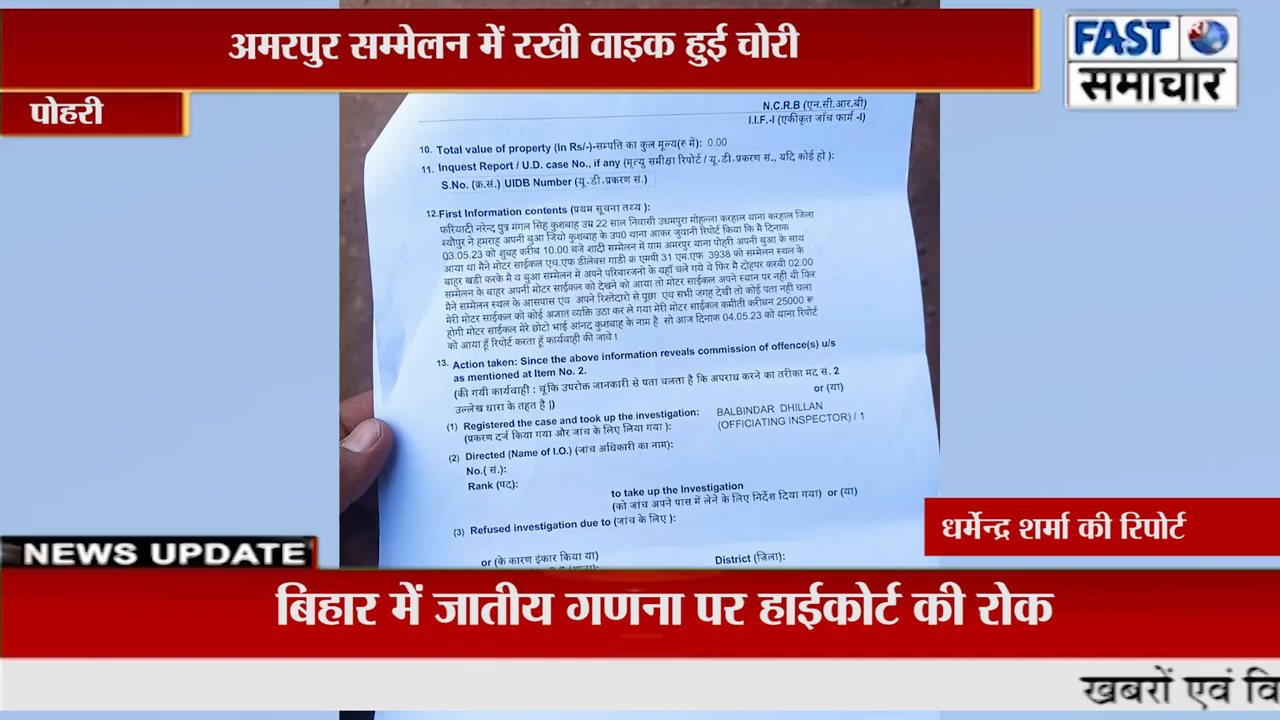 अमरपुर सम्मेलन में रखी वाइक हुई चोरी
FAST
समाचार
पोहरी
N.C.R.B (एन.सी.आर.बी)
I.I.F.-I (एकीकृत जाँच फार्म -I)
10. Total value of property (In Rs/-)-सम्पत्ति का कुल मूल्य(रु में): 0.00
11. Inquest Report / U.D. case No., if any (मृत्यु समीक्षा रिपोर्ट / यू.डी.प्रकरण सं., यदि कोई हो ):
S.No. (क्र.सं.) UIDB Number (यू.डी.प्रकरण सं.)
12.First Information contents (प्रथम सूचना तथ्य ):
फरियादी नरेन्द्र पुत्र मंगल सिंह कुशबाह उम्र 22 साल निवासी उधमपुरा मोहल्ला करहाल थाना करहाल जिला
श्योपुर ने हमराह अपनी बुआ जियो कुशबाह के उप0 थाना आकर जुवानी रिपोर्ट किया कि मै दिनाक
03.05.23 को शुबह करीब 10.00 बजे शादी सम्मेलन में ग्राम अमरपुर थाना पोहरी अपनी बुआ के साथ
आया था मैने मोटर साईकल एच.एफ डीलेक्स गाडी क्र एमपी 31 एम.एफ 3938 को सम्मेलन स्थल के
बाहर खडी करके मै व बुआ सम्मेलन में अपने परिबारजनो के यहाँ चले गये थे फिर मै दोहपर करवी 02.00
सम्मेलन के बाहर अपनी मोटर साईकल को देखने को आया तो मोटर साईकल अपने स्थान पर नही थी फिर
मैने सम्मेलन स्थल के आसपास एंव अपने रिश्तेदारो से पूछा एंव सभी जगह देखी तो कोई पता नही चला
मेरी मोटर साईकल को कोई अजात व्यक्ति उठा कर ले गया मेरी मोटर साईकल कमीती करीबन 25000 रू
होगी मोटर साईकल मेरे छोटो भाई आंनद कुशबाह के नाम है सो आज दिनाक 04.05.23 को थाना रिपोर्ट
को आया हूँ रिपोर्ट करता हूँ कार्यवाही की जावे ।
13. Action taken: Since the above information reveals commission of offence(s) u/s
as mentioned at Item No. 2.
(की गयी कार्यवाही : चूंकि उपरोक्त जानकारी से पता चलता है कि अपराध करने का तरीका मद सं. 2
उल्लेख धारा के तहत है |)
or (या)
(1) Registered the case and took up the investigation:
(प्रकरण दर्ज किया गया और जांच के लिए लिया गया ):
BALBINDAR DHILLAN
(OFFICIATING INSPECTOR) / 1
(2) Directed (Name of I.O.) (जांच अधिकारी का नाम):
No.( सं.):
Rank (पद):
to take up the Investigation
(को जांच अपने पास में लेने के लिए निर्देश दिया गया) or (या)
(3) Refused investigation due to (जांच के लिए ):
or (के कारण इंकार किया या)
District (ज़िला):
धर्मेन्द्र शर्मा की रिपोर्ट
NEWS UPDATE
बिहार में जातीय गणना पर हाईकोर्ट की रोक
खबरों एवं वि